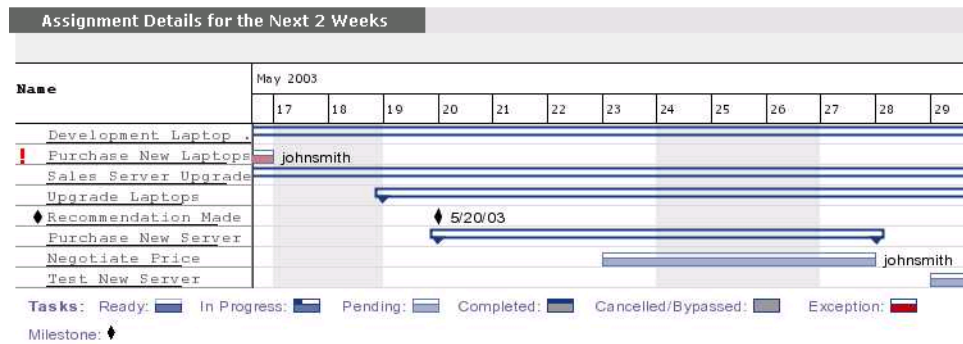 Assignment Details for the Next 2 Weeks
Name
May 2003
17 18 19 20 21 22 23 24 25 26 27 28 29
Development Laptop .
! Purchase New Laptops johnsmith
Sales Server Upgrade
Upgrade Laptops
Recommendation Made 5/20/03
Purchase New Server
Negotiate Price johnsmith
Test New Server
Tasks: Ready: In Progress: Pending: Completed: Cancelled/Bypassed: Exception:
Milestone: